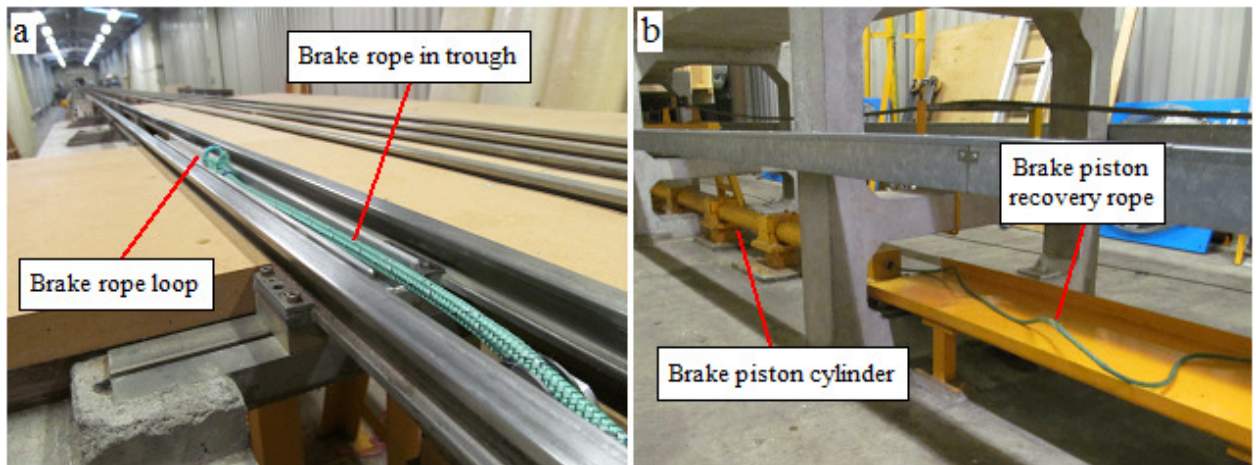 a
Brake rope in trough
Brake rope loop
b
Brake piston
recovery rope
Brake piston cylinder